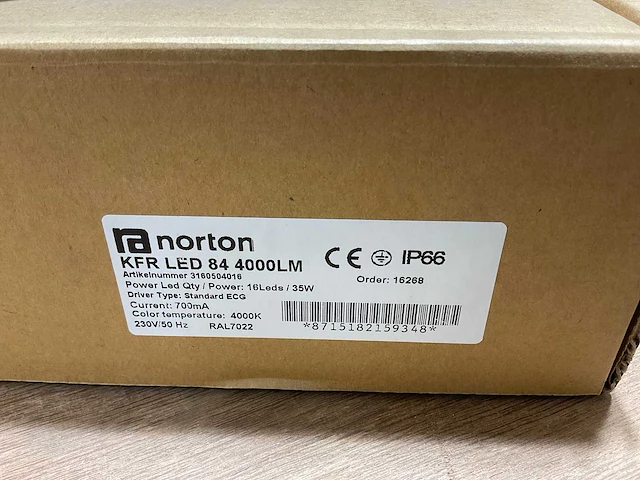 norton
KFR LED 84 4000LM
CE IP66
Artikelnummer 3160504016
Order: 16268
Power Led Qty / Power: 16Leds / 35W
Driver Type: Standard ECG
Current: 700mA
Color temperature: 4000K
230V/50 Hz RAL7022
*8715182159348*